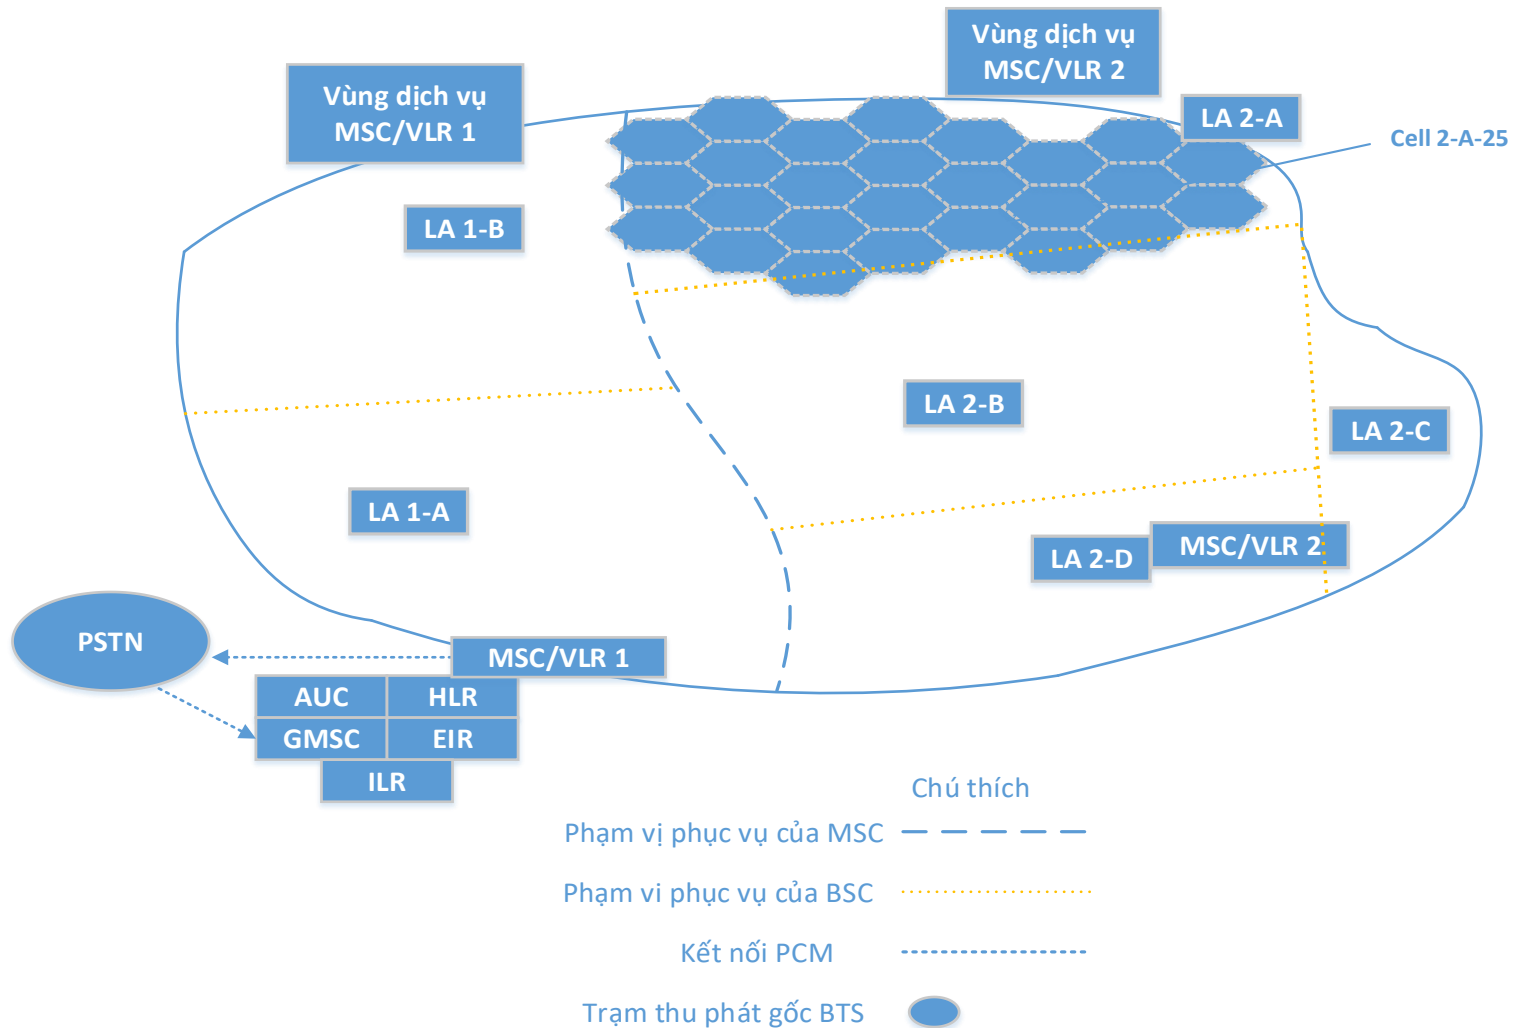 Vùng dịch vụ
MSC/VLR 2
Vùng dịch vụ
MSC/VLR 1
LA 2-A
Cell 2-A-25
LA 1-B
LA 2-B
LA 2-C
LA 1-A
MSC/VLR 2
LA 2-D
PSTN
MSC/VLR 1
AUC
HLR
GMSC
EIR
ILR
Chú thích
Phạm vị phục vụ của MSC
Phạm vi phục vụ của BSC
Kết nối PCM
Trạm thu phát gốc BTS